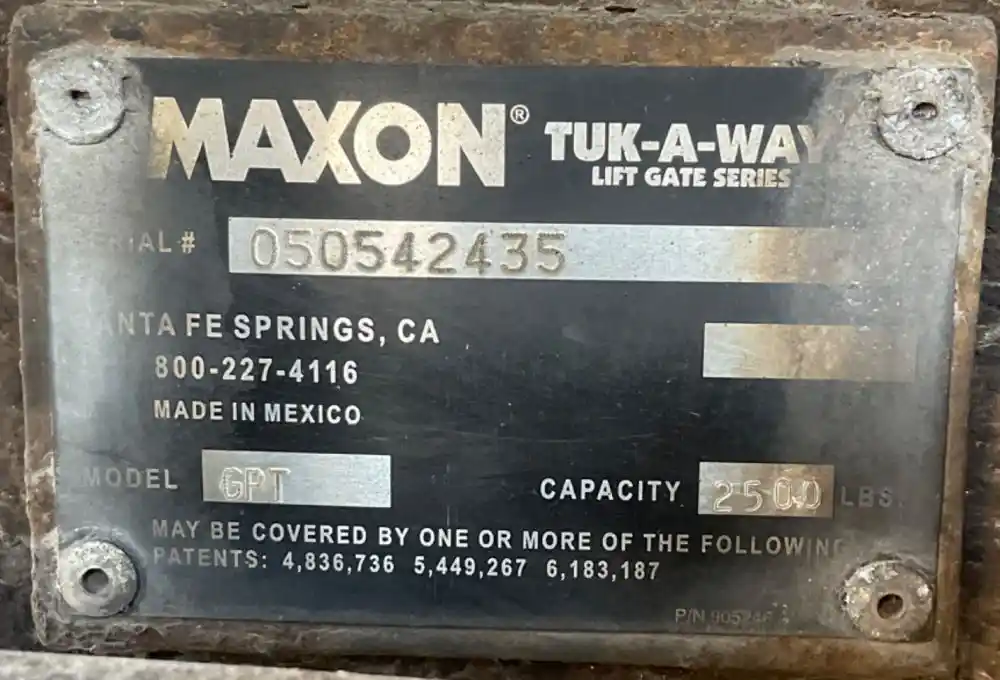 MAXON® TUK-A-WAY
LIFT GATE SERIES
SERIAL # 050542435
SANTA FE SPRINGS, CA
800-227-4116
MADE IN MEXICO
MODEL GPT CAPACITY 2500 LBS
MAY BE COVERED BY ONE OR MORE OF THE FOLLOWING
PATENTS: 4,836,736 5,449,267 6,183,187
P/N